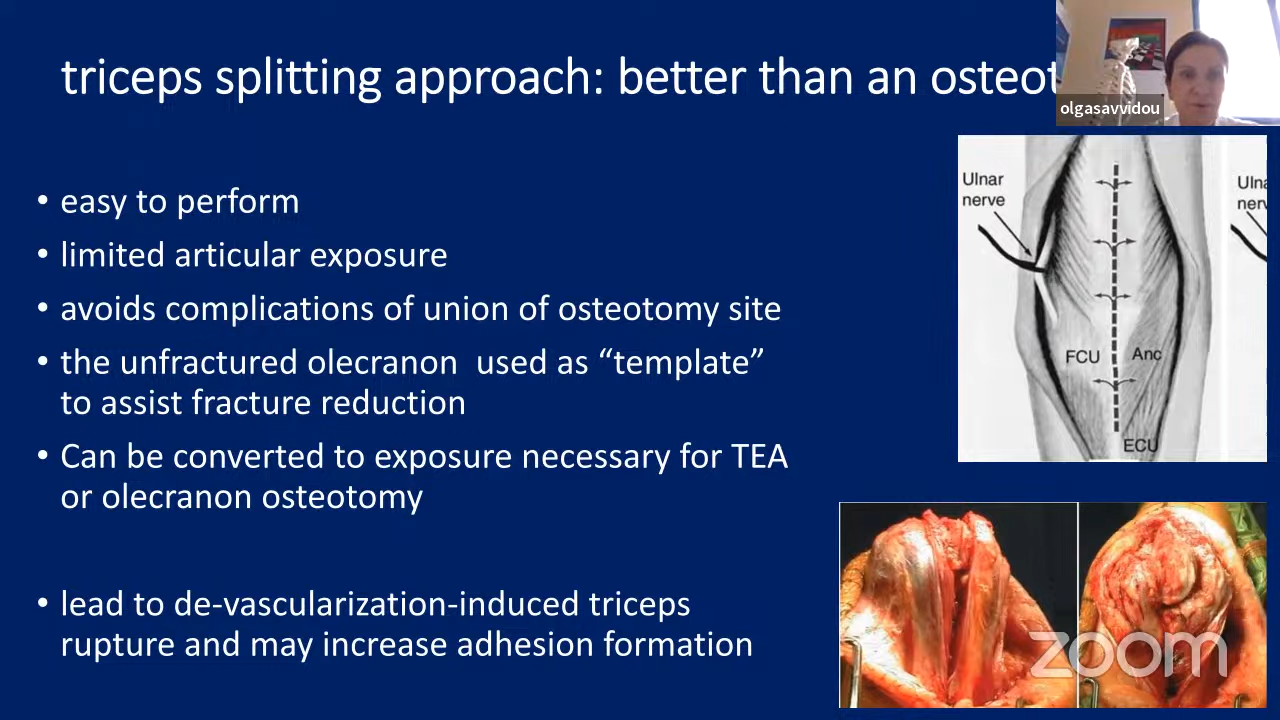 triceps splitting approach: better than an osteot
olgasavvidou
• easy to perform
• limited articular exposure
• avoids complications of union of osteotomy site
• the unfractured olecranon  used as “template”
to assist fracture reduction
• Can be converted to exposure necessary for TEA
or olecranon osteotomy
• lead to de-vascularization-induced triceps
rupture and may increase adhesion formation
Ulnar
nerve
FCU
Anc
ECU
zoom